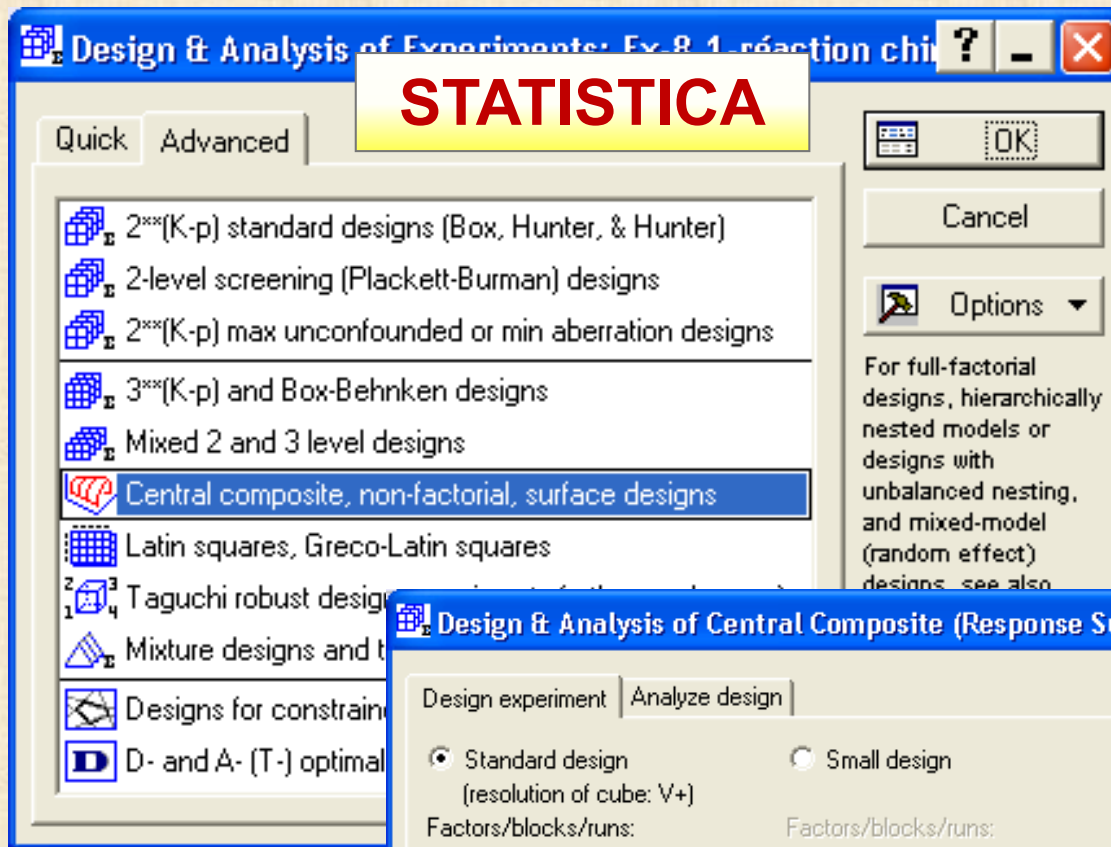 Design & Analysis of Experiments: Ex-8.1-réaction chi
STATISTICA
Quick
Advanced
2**(K-p) standard designs (Box, Hunter, & Hunter)
2-level screening (Plackett-Burman) designs
2**(K-p) max unconfounded or min aberration designs
3**(K-p) and Box-Behnken designs
Mixed 2 and 3 level designs
Central composite, non-factorial, surface designs
Latin squares, Greco-Latin squares
Taguchi robust design
Mixture designs and
Designs for
D- and A- (T-) optimal
OK
Cancel
Options
For full-factorial
designs, hierarchically
nested models or
designs with
unbalanced nesting,
and mixed-model
(random effect)
designs, see also
Design & Analysis of Central Composite (Response
Design experiment
Analyze design
Standard design
(resolution of cube: V+)
Small design
Factors/blocks/runs:
Factors/blocks/runs: